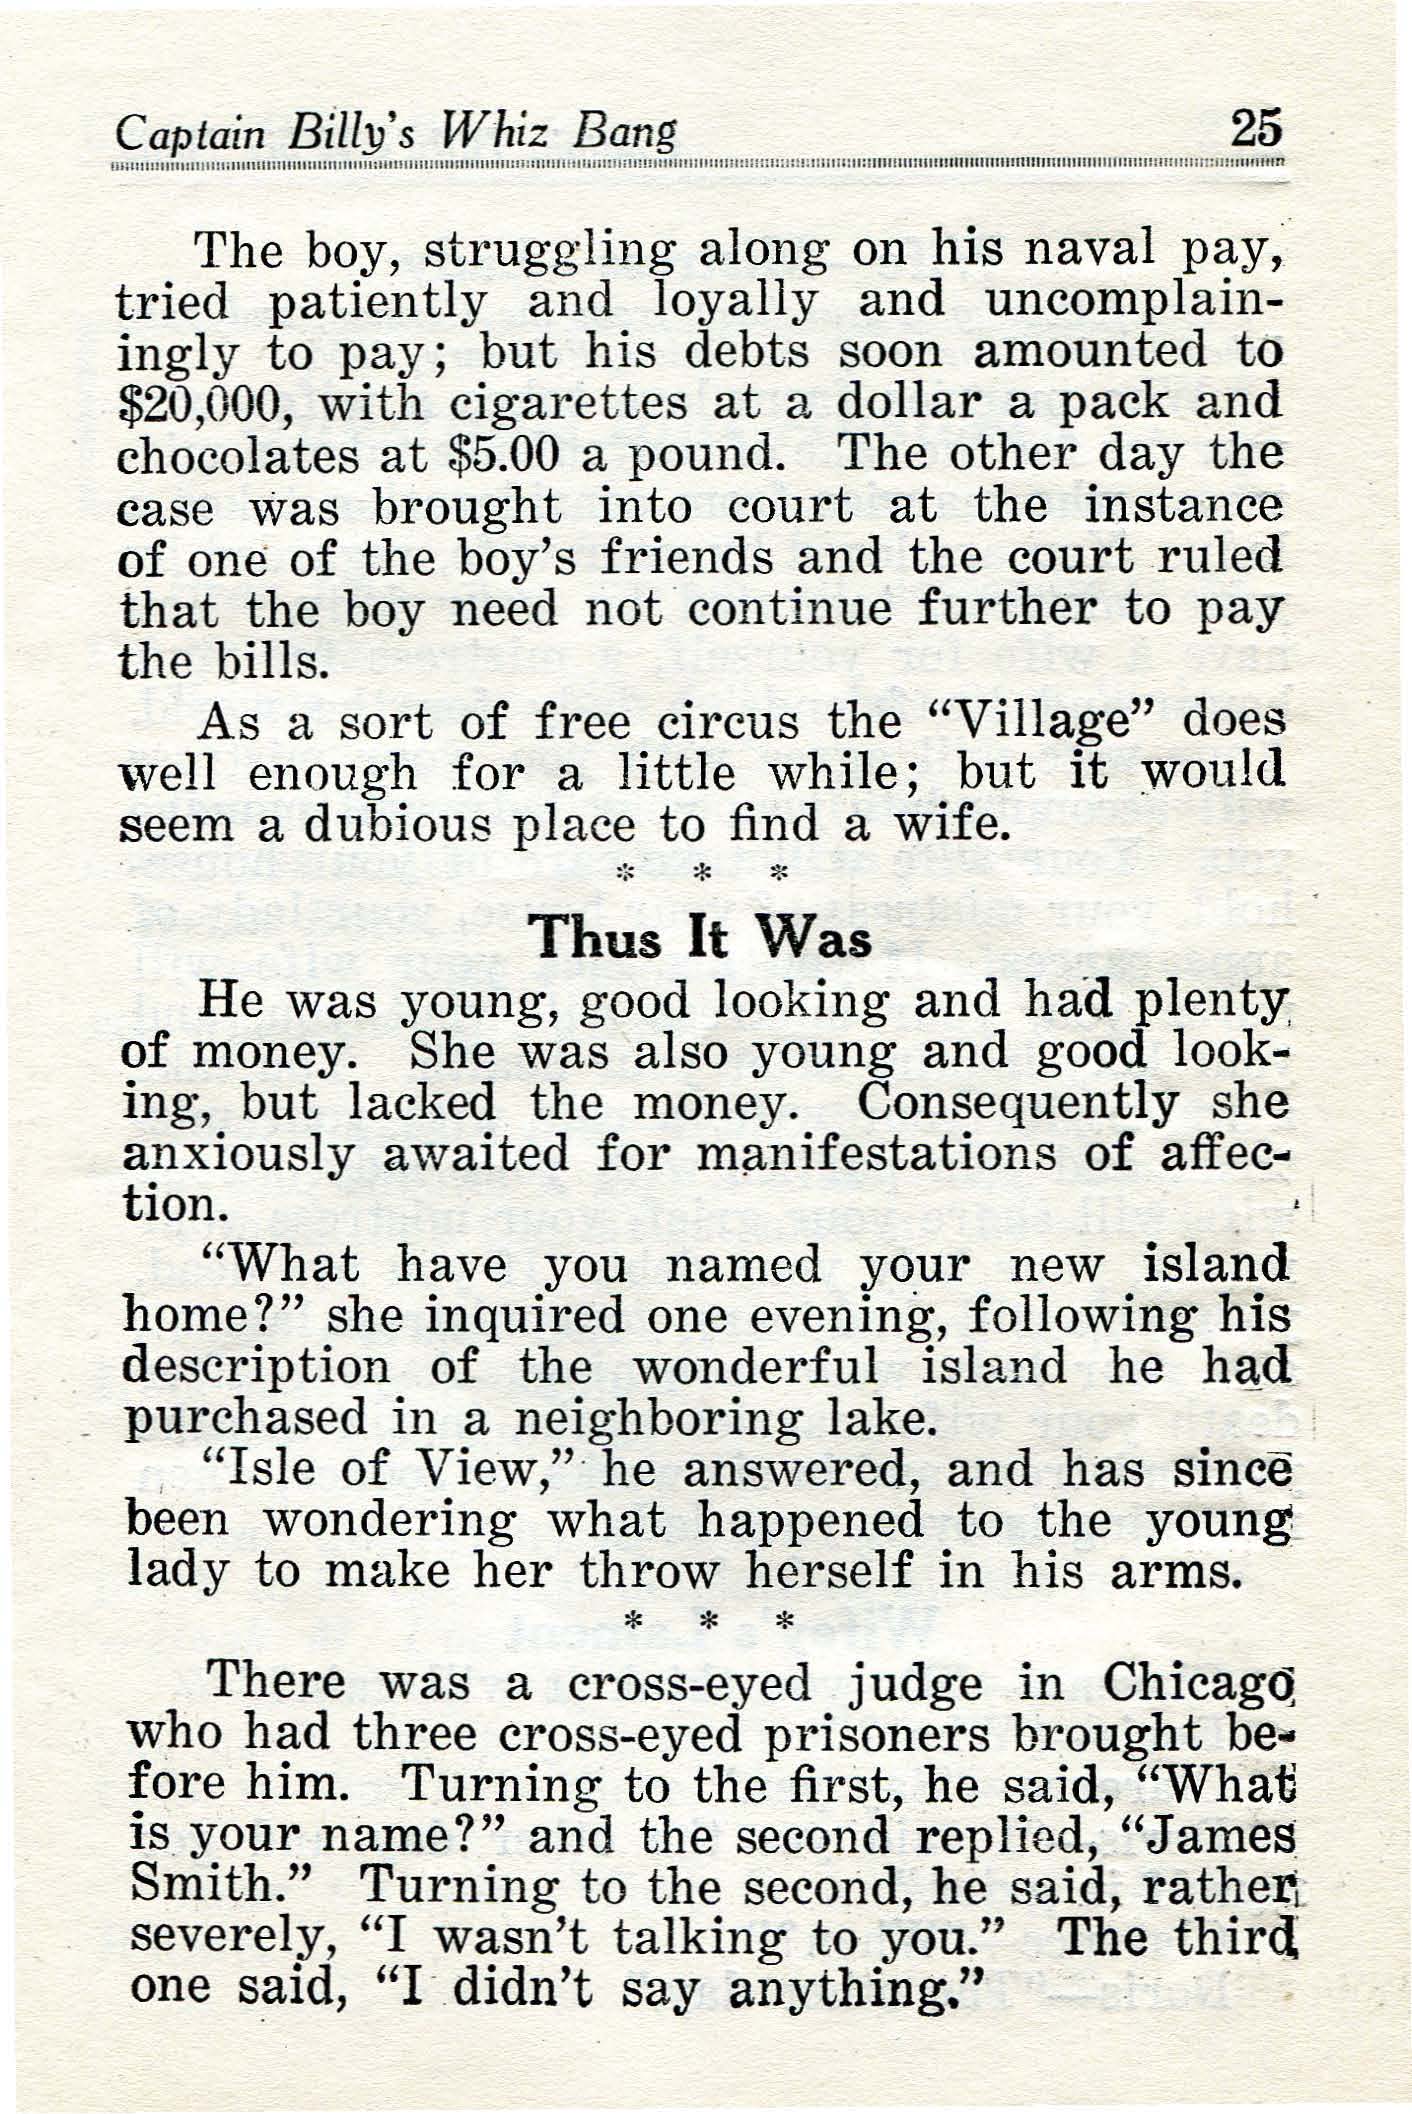 Captain Billy's Whiz Bang 25
The boy, struggling along on his naval pay,
tried patiently and loyally and uncomplain-
ingly to pay; but his debts soon amounted to
$20,000, with cigarettes at a dollar a pack and
chocolates at $5.00 a pound. The other day the
case was brought into court at the instance
of one of the boy's friends and the court ruled
that the boy need not continue further to pay
the bills.
As a sort of free circus the “Village” does
well enough for a little while; but it would
seem a dubious place to find a wife.
* * *
Thus It Was
He was young, good looking and had plenty
of money. She was also young and good look-
ing, but lacked the money. Consequently she
anxiously awaited for manifestations of affec-
tion.
“What have you named your new island
home?” she inquired one evening, following his
description of the wonderful island he had
purchased in a neighboring lake.
“Isle of View,” he answered, and has since
been wondering what happened to the young
lady to make her throw herself in his arms.
* * *
There was a cross-eyed judge in Chicago
who had three cross-eyed prisoners brought be-
fore him. Turning to the first, he said, “What
is your name?” and the second replied, “James
Smith.” Turning to the second, he said, rather
severely, “I wasn't talking to you.” The third
one said, “I didn't say anything.”